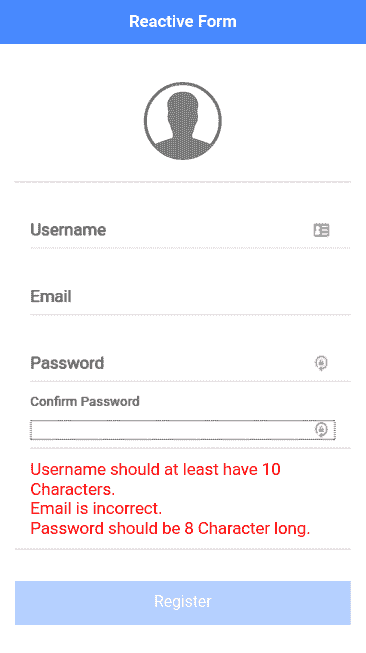 Reactive Form
Username
Email
Password
Confirm Password
Username should at least have 10
Characters.
Email is incorrect.
Password should be 8 Character long.
Register